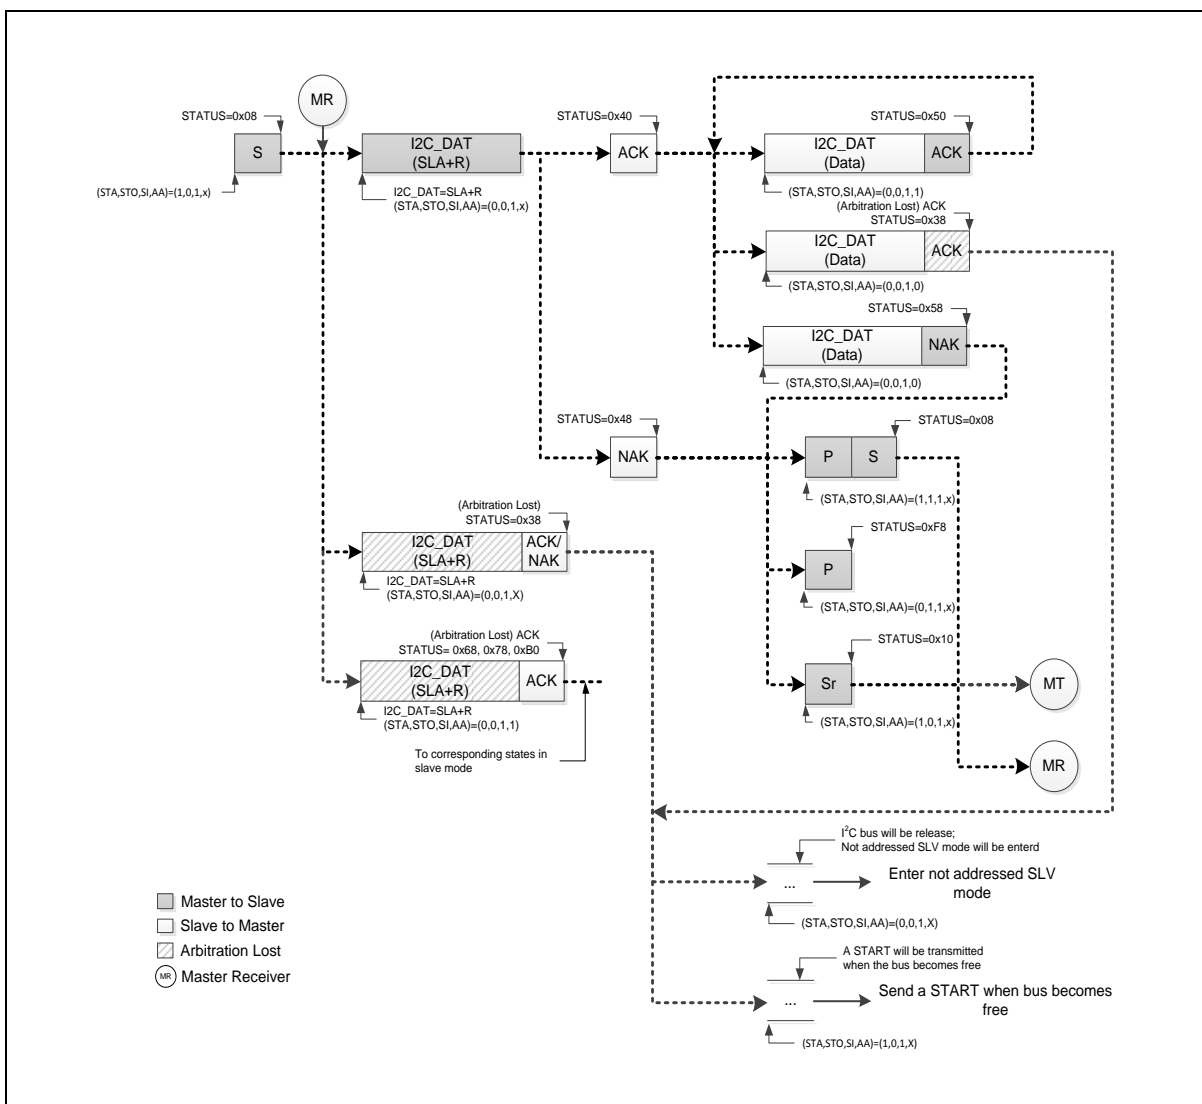 MR
STATUS=0x08
STATUS=0x40
STATUS=0x50
S
I2C_DAT
(SLA+R)
ACK
I2C_DAT
(Data)
ACK
(STA,STO,SI,AA)=(1,0,1,x)
I2C_DAT=SLA+R
(STA,STO,SI,AA)=(0,0,1,x)
(STA,STO,SI,AA)=(0,0,1,1)
(Arbitration Lost) ACK
STATUS=0x38
I2C_DAT
(Data)
ACK
(STA,STO,SI,AA)=(0,0,1,0)
STATUS=0x58
I2C_DAT
(Data)
NAK
(STA,STO,SI,AA)=(0,0,1,0)
STATUS=0x48
STATUS=0x08
NAK
P
S
(STA,STO,SI,AA)=(1,1,1,x)
(Arbitration Lost)
STATUS=0x38
I2C_DAT
(SLA+R)
ACK/
NAK
I2C_DAT=SLA+R
(STA,STO,SI,AA)=(0,0,1,X)
STATUS=0xF8
P
(STA,STO,SI,AA)=(0,1,1,x)
(Arbitration Lost) ACK
STATUS= 0x68, 0x78, 0xB0
I2C_DAT
(SLA+R)
ACK
I2C_DAT=SLA+R
(STA,STO,SI,AA)=(0,0,1,1)
To corresponding states in
slave mode
STATUS=0x10
Sr
MT
(STA,STO,SI,AA)=(1,0,1,x)
MR
I²C bus will be release;
Not addressed SLV mode will be enterd
...
Enter not addressed SLV
mode
(STA,STO,SI,AA)=(0,0,1,X)
A START will be transmitted
when the bus becomes free
...
Send a START when bus becomes
free
(STA,STO,SI,AA)=(1,0,1,X)
Master to Slave
Slave to Master
Arbitration Lost
MR Master Receiver